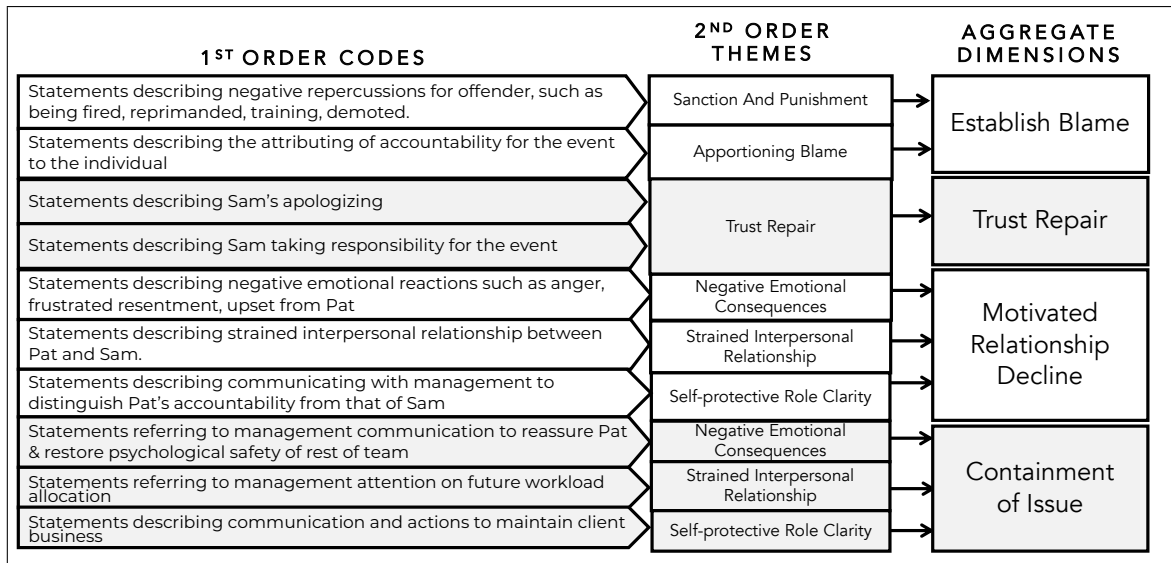 1ST ORDER CODES
2ND ORDER
THEMES
AGGREGATE
DIMENSIONS
Statements describing negative repercussions for offender, such as
being fired, reprimanded, training, demoted.
Sanction And Punishment
Establish Blame
Statements describing the attributing of accountability for the event
to the individual
Apportioning Blame
Statements describing Sam’s apologizing
Trust Repair
Trust Repair
Statements describing Sam taking responsibility for the event
Statements describing negative emotional reactions such as anger,
frustrated resentment, upset from Pat
Negative Emotional
Consequences
Motivated
Relationship
Decline
Statements describing strained interpersonal relationship between
Pat and Sam.
Strained Interpersonal
Relationship
Statements describing communicating with management to
distinguish Pat’s accountability from that of Sam
Self-protective Role Clarity
Statements referring to management communication to reassure Pat
& restore psychological safety of rest of team
Negative Emotional
Consequences
Containment
of Issue
Statements referring to management attention on future workload
allocation
Strained Interpersonal
Relationship
Statements describing communication and actions to maintain client
business
Self-protective Role Clarity